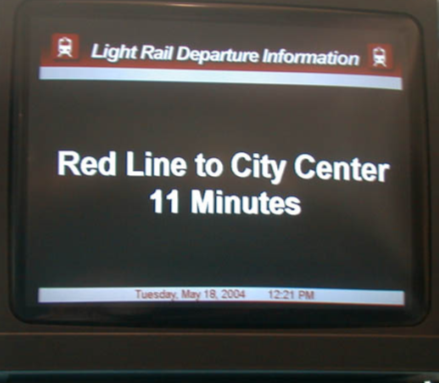 Light Rail Departure Information
Red Line to City Center
11 Minutes
Tuesday, May 18, 2004 12:21 PM